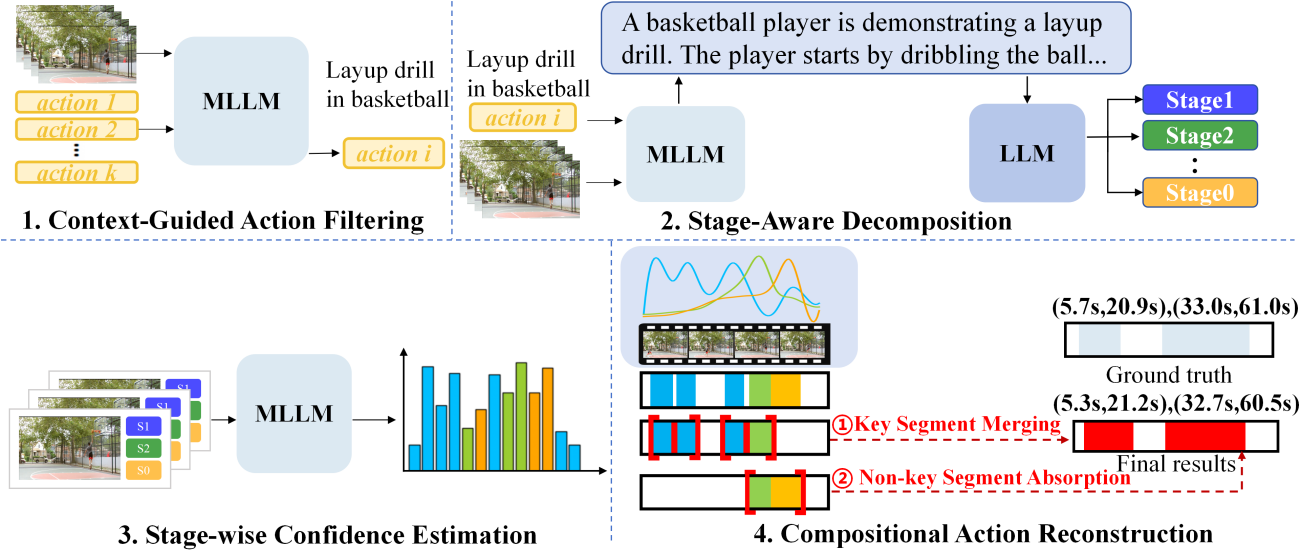 action 1
action 2
action k
MLLM
Layup drill
in basketball
action i
1. Context-Guided Action Filtering
Layup drill
in basketball
action i
MLLM
A basketball player is demonstrating a layup
drill. The player starts by dribbling the ball...
LLM
Stage1
Stage2
Stage0
2. Stage-Aware Decomposition
S1
S1
S1
S2
S0
MLLM
3. Stage-wise Confidence Estimation
(5.7s,20.9s),(33.0s,61.0s)
Ground truth
(5.3s,21.2s),(32.7s,60.5s)
①Key Segment Merging
Final results
② Non-key Segment Absorption
4. Compositional Action Reconstruction